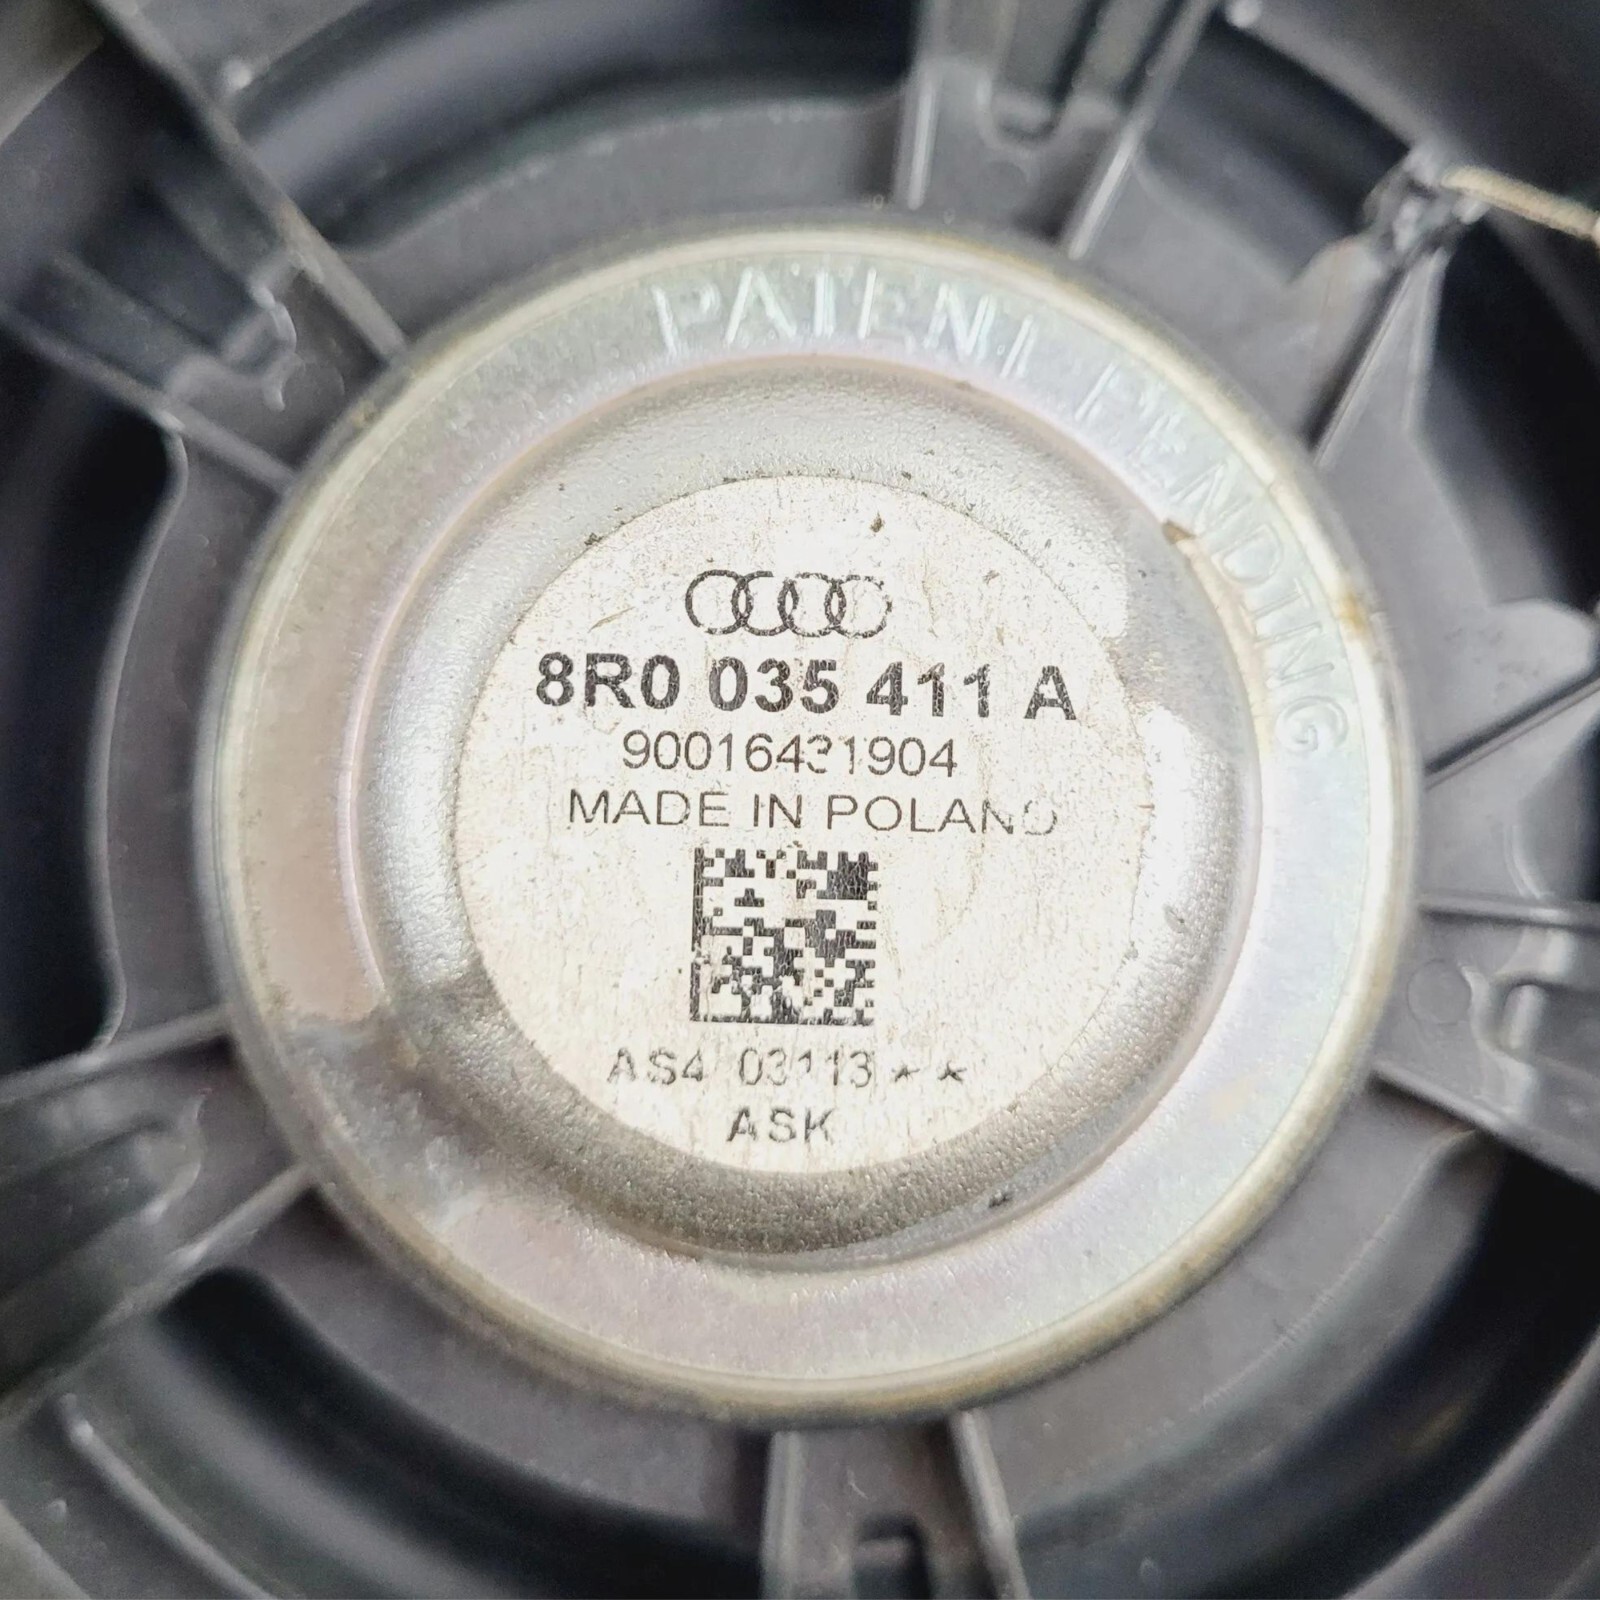 PATENT PENDING
8R0 035 411 A
90016431904
MADE IN POLAND
AS4 03113 ★ ★
ASK